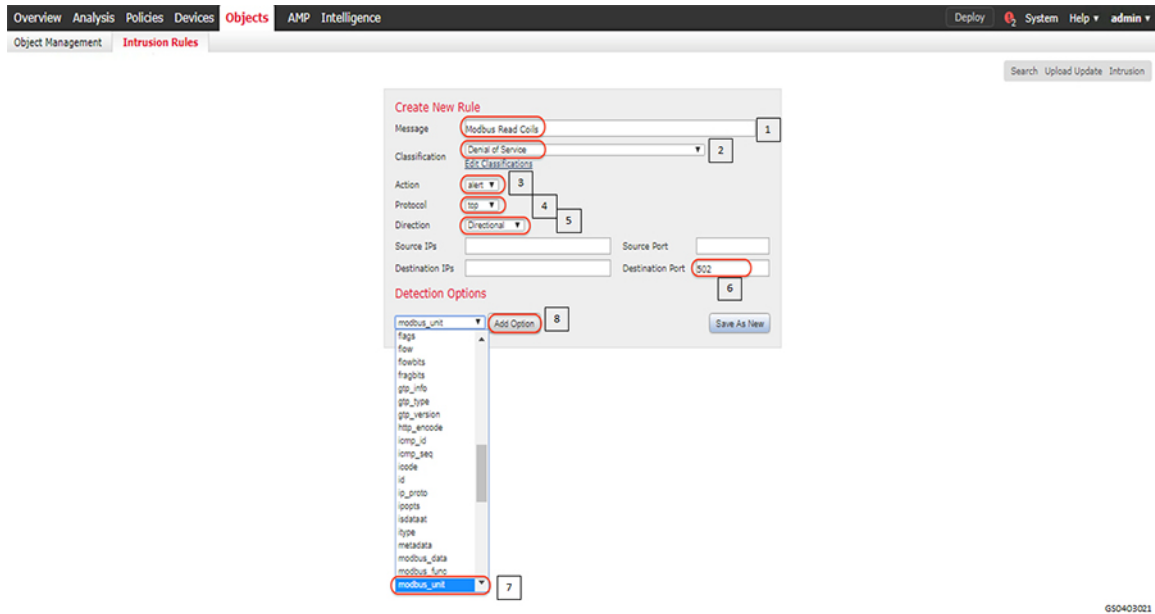 Overview Analysis Policies Devices Objects AMP Intelligence Deploy 2 System Help ▾ admin ▾
Object Management Intrusion Rules
Search Upload Update Intrusion
Create New Rule
Message Modbus Read Coils 1
Classification Denial of Service 2
Edit Classifications
Action alert 3
Protocol tcp 4
Direction Directional 5
Source IPs Source Port
Destination IPs Destination Port 502
6
Detection Options
modbus_unit Add Option 8 Save As New
flags
flow
flowbits
fragbits
gtp_info
gtp_type
gtp_version
http_encode
icmp_id
icmp_seq
icode
id
ip_proto
ipopts
isdataat
itype
metadata
modbus_data
modbus_func
modbus_unit 7
GS0403021